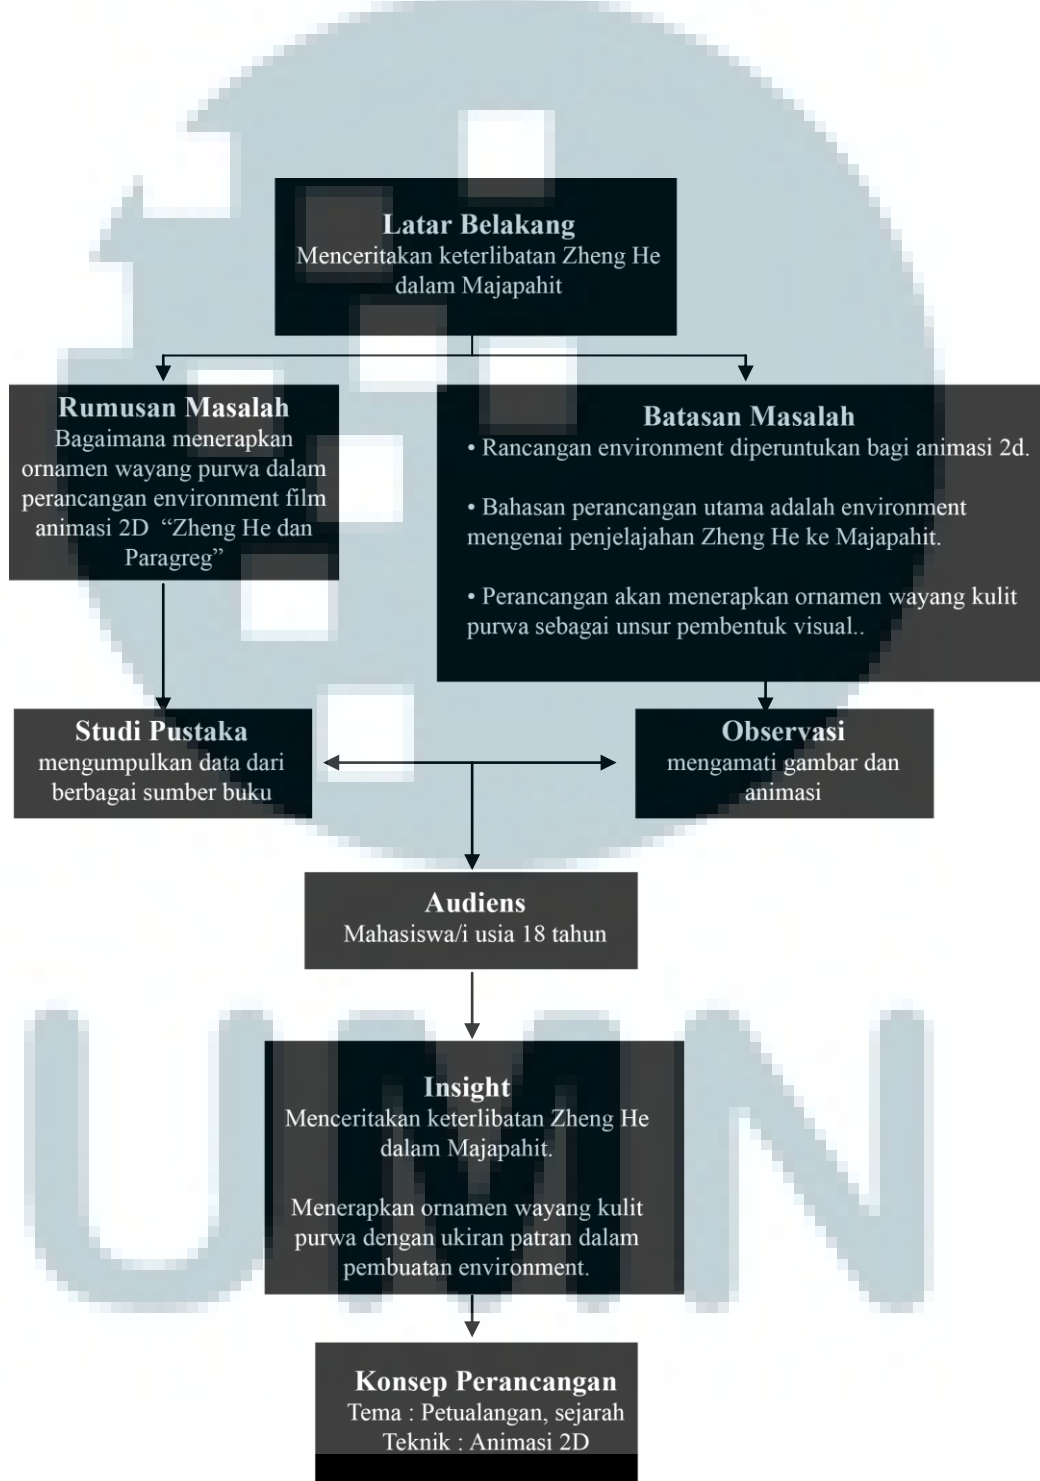 Latar Belakang
Menceritakan keterlibatan Zheng He
dalam Majapahit
Rumusan Masalah
Bagaimana menerapkan
ornamen wayang purwa dalam
perancangan environment film
animasi 2D “Zheng He dan
Paragreg”
Batasan Masalah
• Rancangan environment diperuntukan bagi animasi 2d.
• Bahasan perancangan utama adalah environment
mengenai penjelajahan Zheng He ke Majapahit.
• Perancangan akan menerapkan ornamen wayang kulit
purwa sebagai unsur pembentuk visual..
Studi Pustaka
mengumpulkan data dari
berbagai sumber buku
Observasi
mengamati gambar dan
animasi
Audiens
Mahasiswa/i usia 18 tahun
Insight
Menceritakan keterlibatan Zheng He
dalam Majapahit.
Menerapkan ornamen wayang kulit
purwa dengan ukiran patran dalam
pembuatan environment.
Konsep Perancangan
Tema : Petualangan, sejarah
Teknik : Animasi 2D
UMN